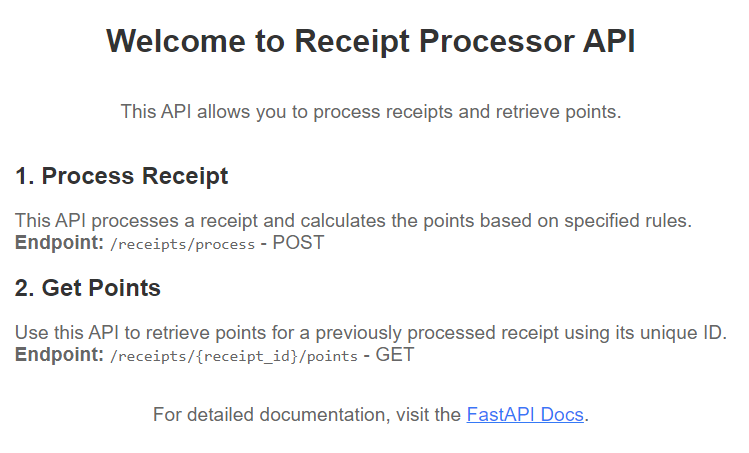 Welcome to Receipt Processor API
This API allows you to process receipts and retrieve points.
1. Process Receipt
This API processes a receipt and calculates the points based on specified rules.
Endpoint: /receipts/process - POST
2. Get Points
Use this API to retrieve points for a previously processed receipt using its unique ID.
Endpoint: /receipts/{receipt_id}/points - GET
For detailed documentation, visit the FastAPI Docs.